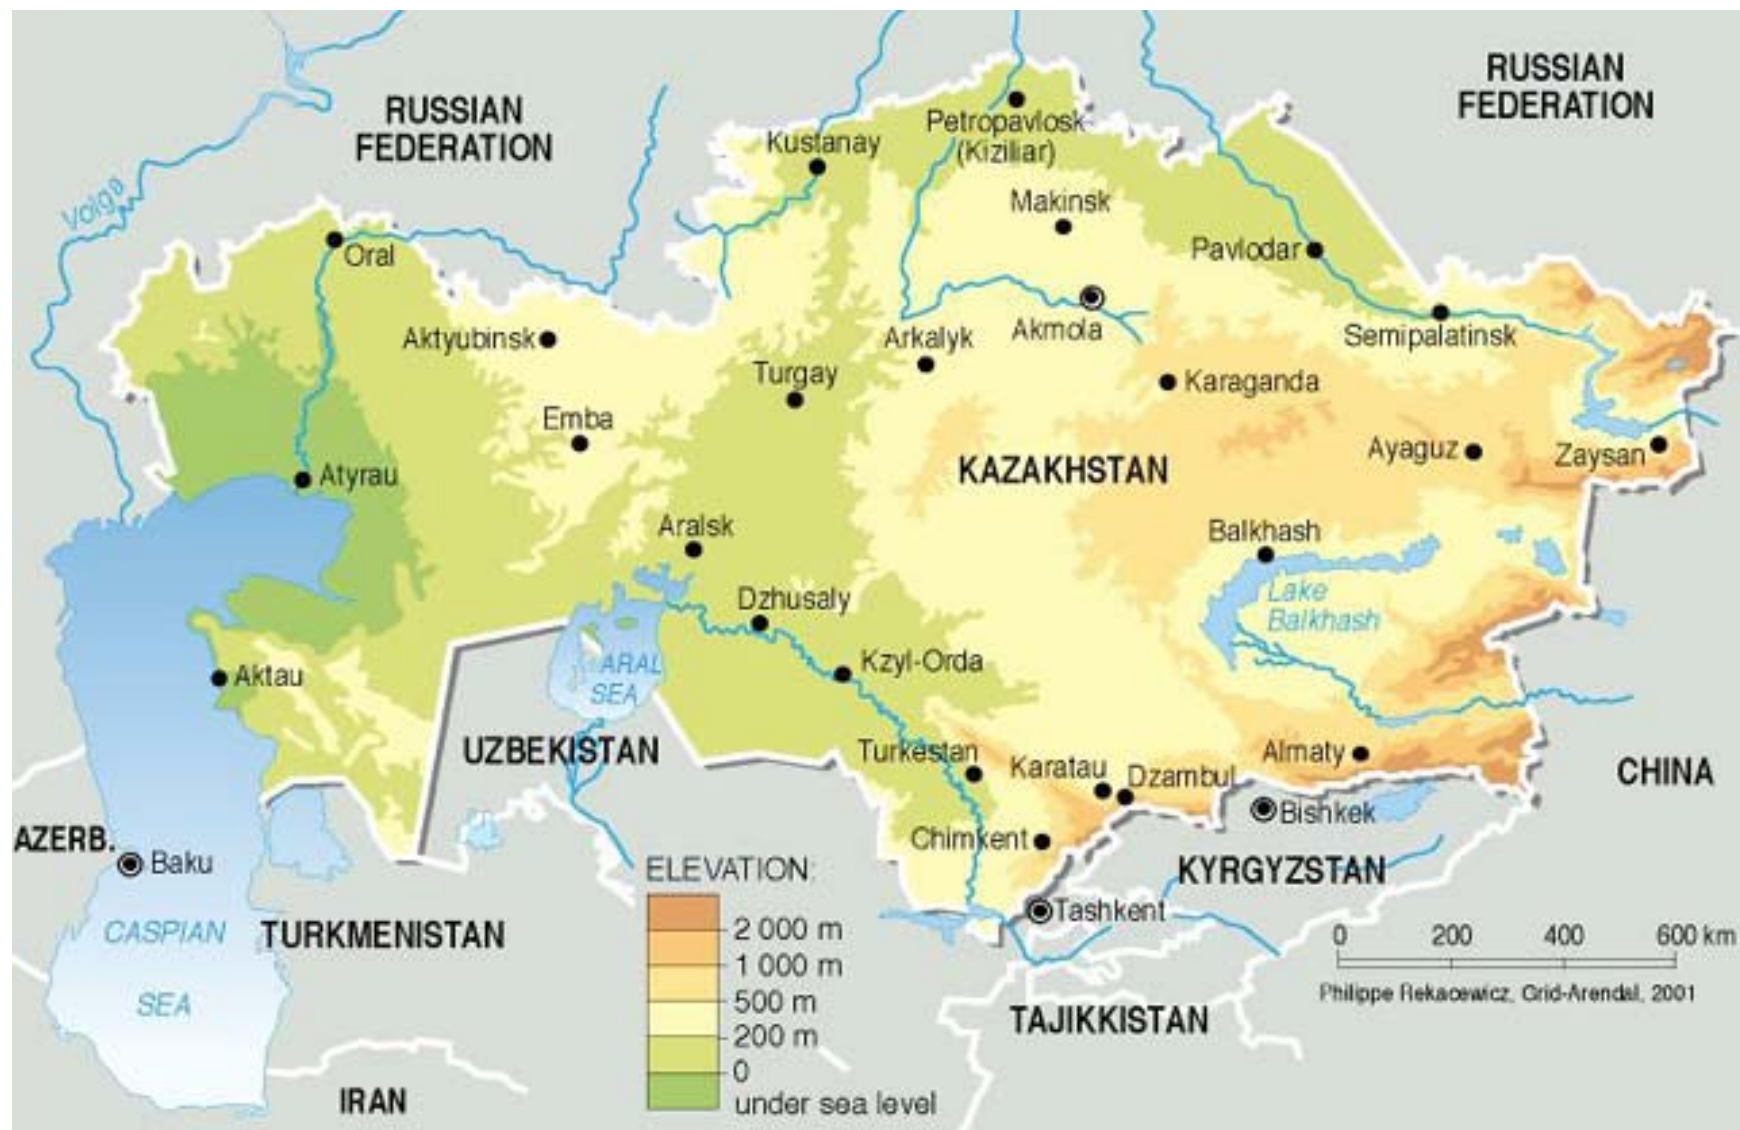 RUSSIAN
FEDERATION
RUSSIAN
FEDERATION
Volga
Kustanay
Petropavlosk
(Kiziliar)
Makinsk
Oral
Pavlodar
Aktyubinsk
Arkalyk
Akmola
Semipalatinsk
Turgay
Karaganda
Emba
KAZAKHSTAN
Ayaguz
Zaysan
Atyrau
Aralsk
Balkhash
Lake
Balkhash
Dzhusaly
ARAL
SEA
Kzyl-Orda
Aktau
UZBEKISTAN
Turkestan
Karatau
Dzambul
Almaty
CHINA
AZERB.
Baku
Chimkent
Bishkek
KYRGYZSTAN
ELEVATION:
2 000 m
1 000 m
500 m
200 m
0
under sea level
CASPIAN
SEA
TURKMENISTAN
Tashkent
0 200 400 600 km
Philippe Rekacewicz, Grid-Arendal, 2001
TAJIKKISTAN
IRAN